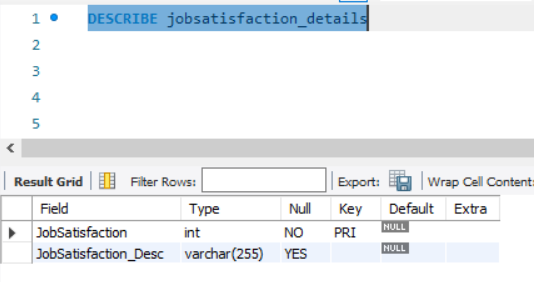 1 DESCRIBE jobsatisfaction_details
2
3
4
5
Result Grid Filter Rows: Export: Wrap Cell Content:
Field Type Null Key Default Extra
JobSatisfaction int NO PRI NULL
JobSatisfaction_Desc varchar(255) YES NULL